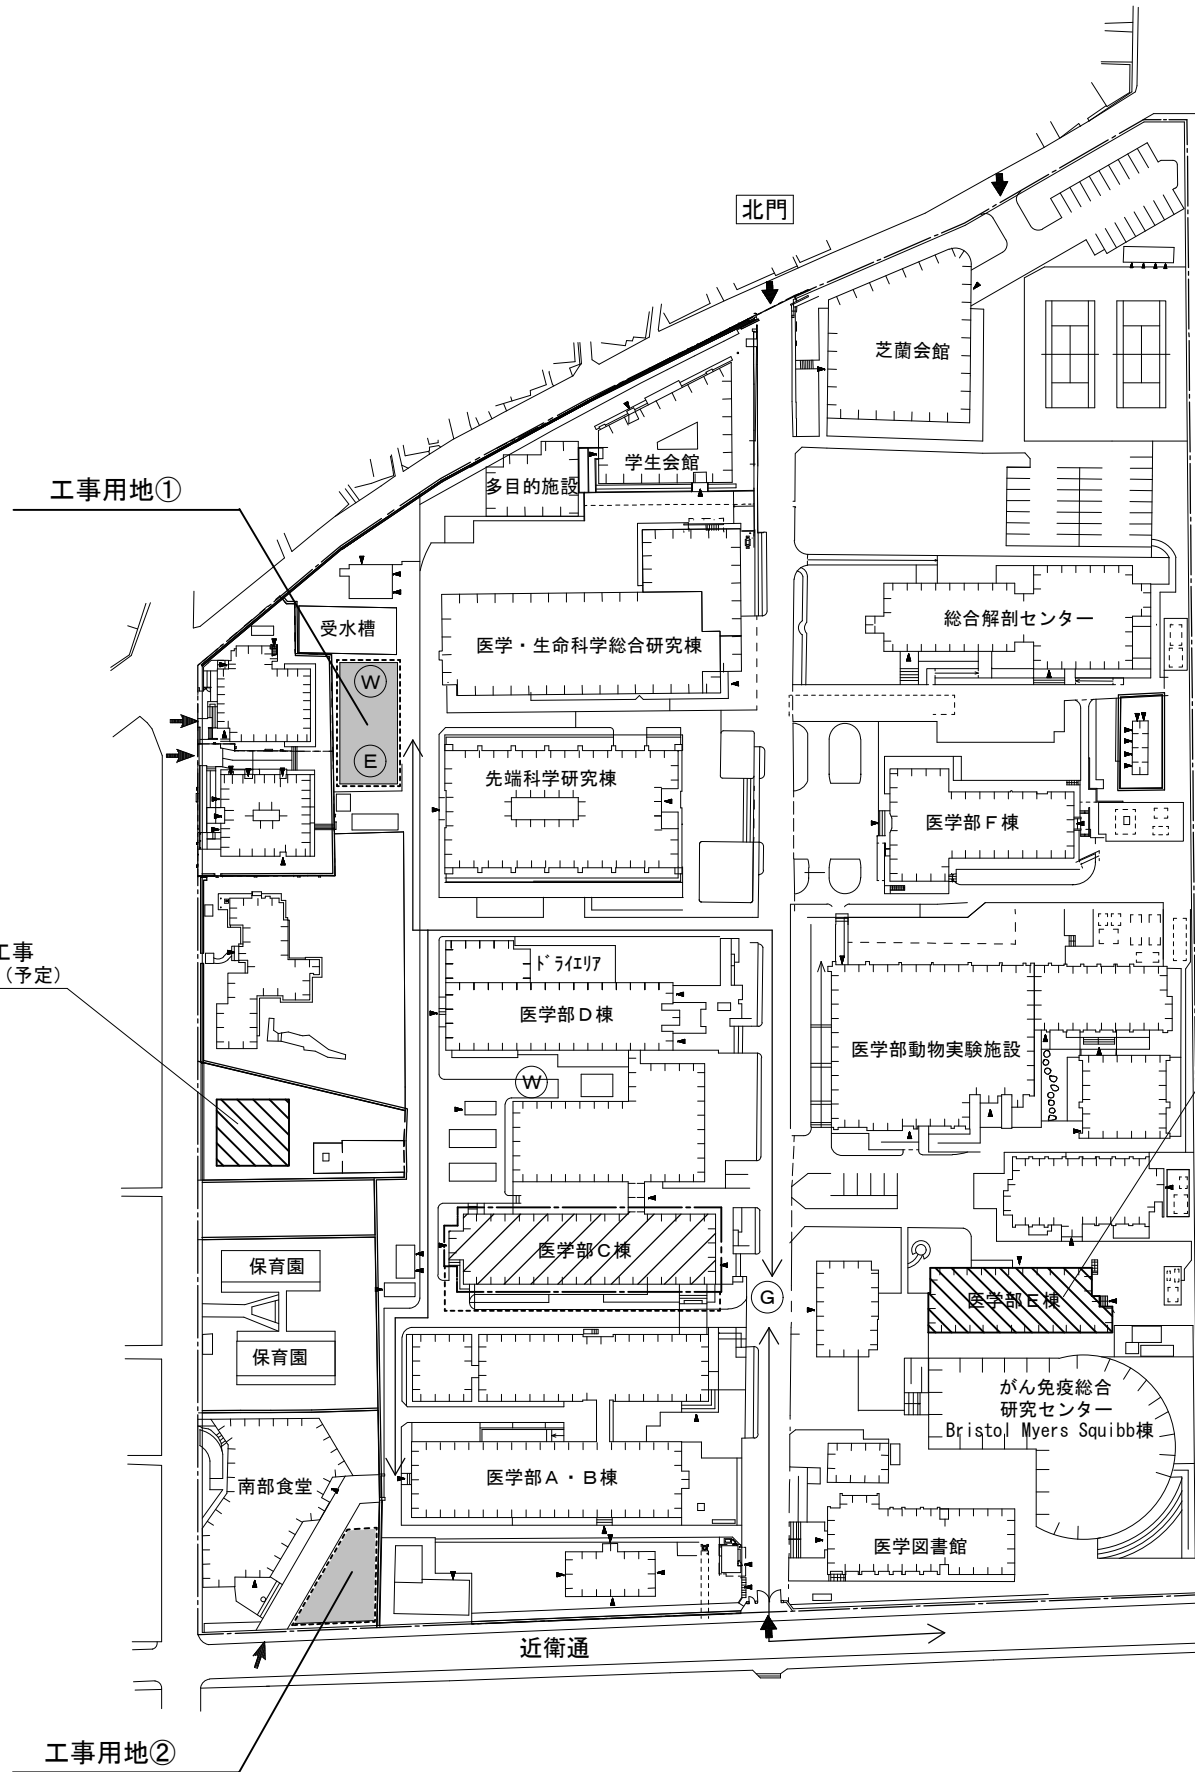 北門
芝蘭会館
学生会館
多目的施設
工事用地①
総合解剖センター
受水槽
医学・生命科学総合研究棟
W
E
先端科学研究棟
医学部F棟
工事
(予定)
ドライエリア
医学部D棟
医学部動物実験施設
W
医学部C棟
保育園
G
医学部E棟
保育園
がん免疫総合
研究センター
Bristol Myers Squibb棟
医学部A・B棟
南部食堂
医学図書館
近衛通
工事用地②